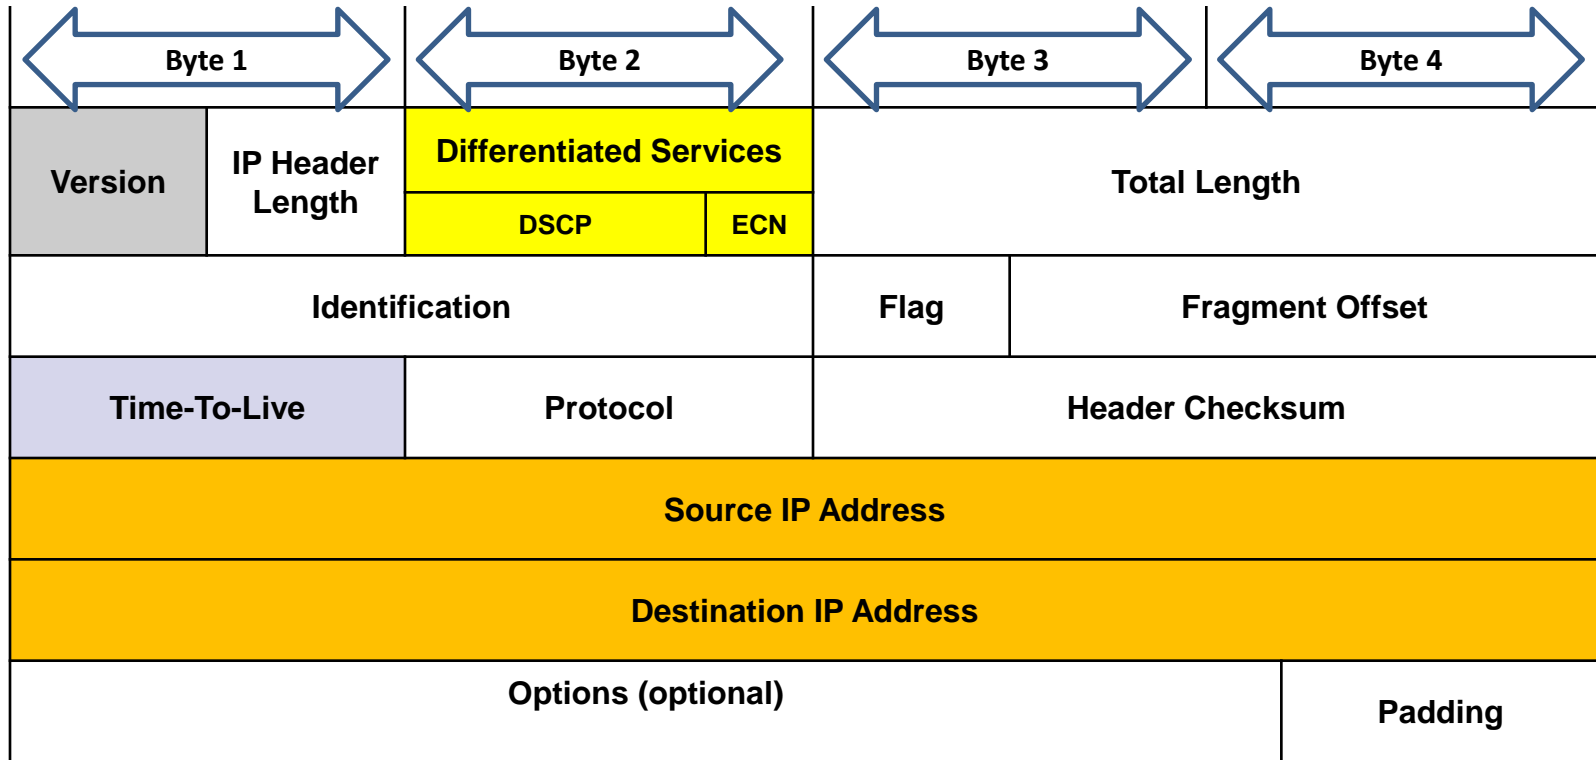 Byte 1
Byte 2
Byte 3
Byte 4
Version
IP Header
Length
Differentiated Services
DSCP
ECN
Total Length
Identification
Flag
Fragment Offset
Time-To-Live
Protocol
Header Checksum
Source IP Address
Destination IP Address
Options (optional)
Padding